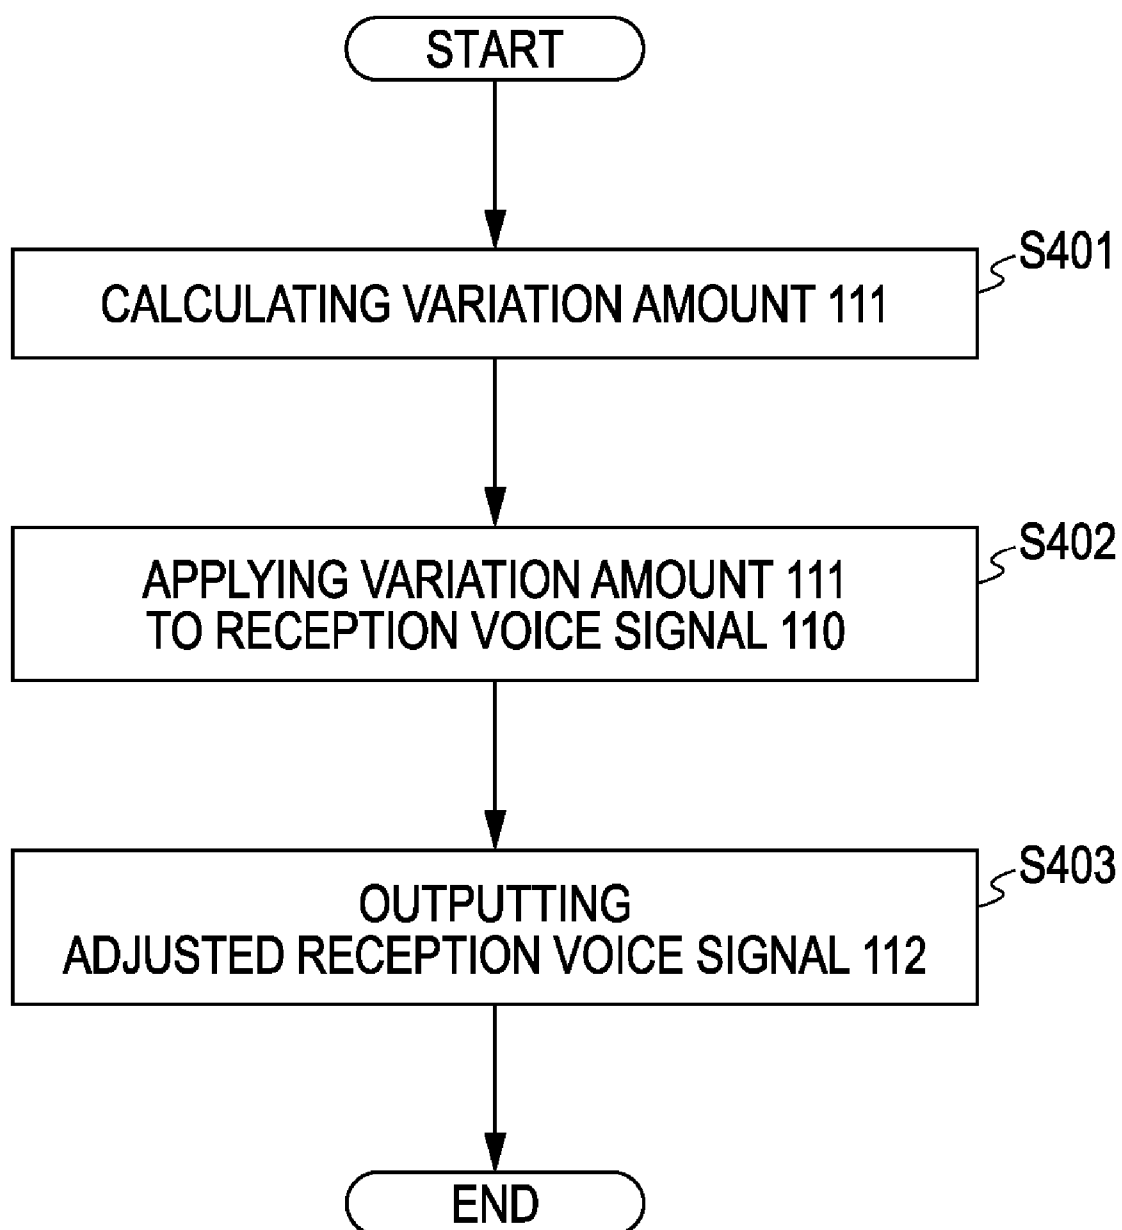 START
S401
CALCULATING VARIATION AMOUNT 111
S402
APPLYING VARIATION AMOUNT 111
TO RECEPTION VOICE SIGNAL 110
S403
OUTPUTTING
ADJUSTED RECEPTION VOICE SIGNAL 112
END